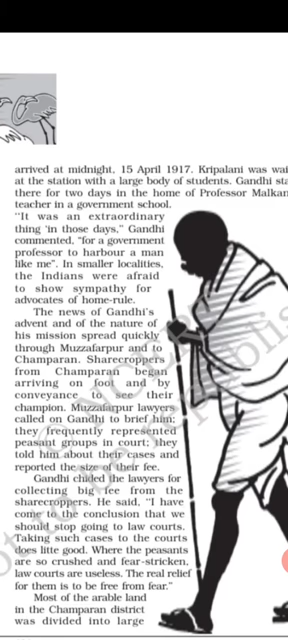 arrived at midnight, 15 April 1917. Kripalani was wai
at the station with a large body of students. Gandhi sta
there for two days in the home of Professor Malkan
teacher in a government school.
"It was an extraordinary
thing 'in those days," Gandhi
commented, "for a government
professor to harbour a man
like me". In smaller localities,
the Indians were afraid
to show sympathy for
advocates of home-rule.
The news of Gandhi's
advent and of the nature of
his mission spread quickly
through Muzzafarpur and to
Champaran. Sharecroppers
from Champaran began
arriving on foot and by
conveyance to see their
champion. Muzzafarpur lawyers
called on Gandhi to brief him;
they frequently represented
peasant groups in court; they
told him about their cases and
reported the size of their fee.
Gandhi chided the lawyers for
collecting big fee from the
sharecroppers. He said, "I have
come to the conclusion that we
should stop going to law courts.
Taking such cases to the courts
does litte good. Where the peasants
are so crushed and fear-stricken,
law courts are useless. The real relief
for them is to be free from fear."
Most of the arable land
in the Champaran district
was divided into large